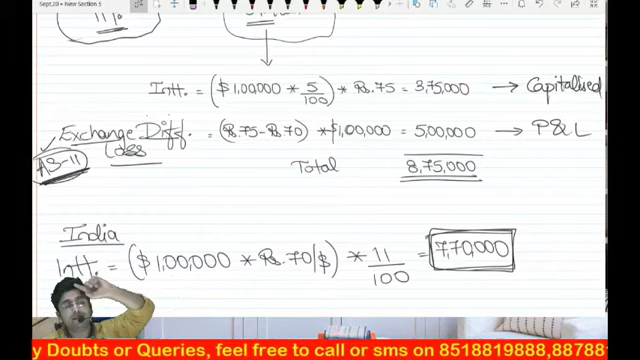 Sept.20 New Section 3
11%
Intt. = ($1,00,000 * 5/100) * Rs.75 = 3,75,000 → Capitalised
Exchange Diff. = (Rs.75-Rs.70) * $1,00,000 = 5,00,000 → P&L
Loss
AS-11
Total 8,75,000
India
Intt. = ($1,00,000 * Rs.70/$) * 11/100 = 7,70,000
y Doubts or Queries, feel free to call or sms on 8518819888,88788